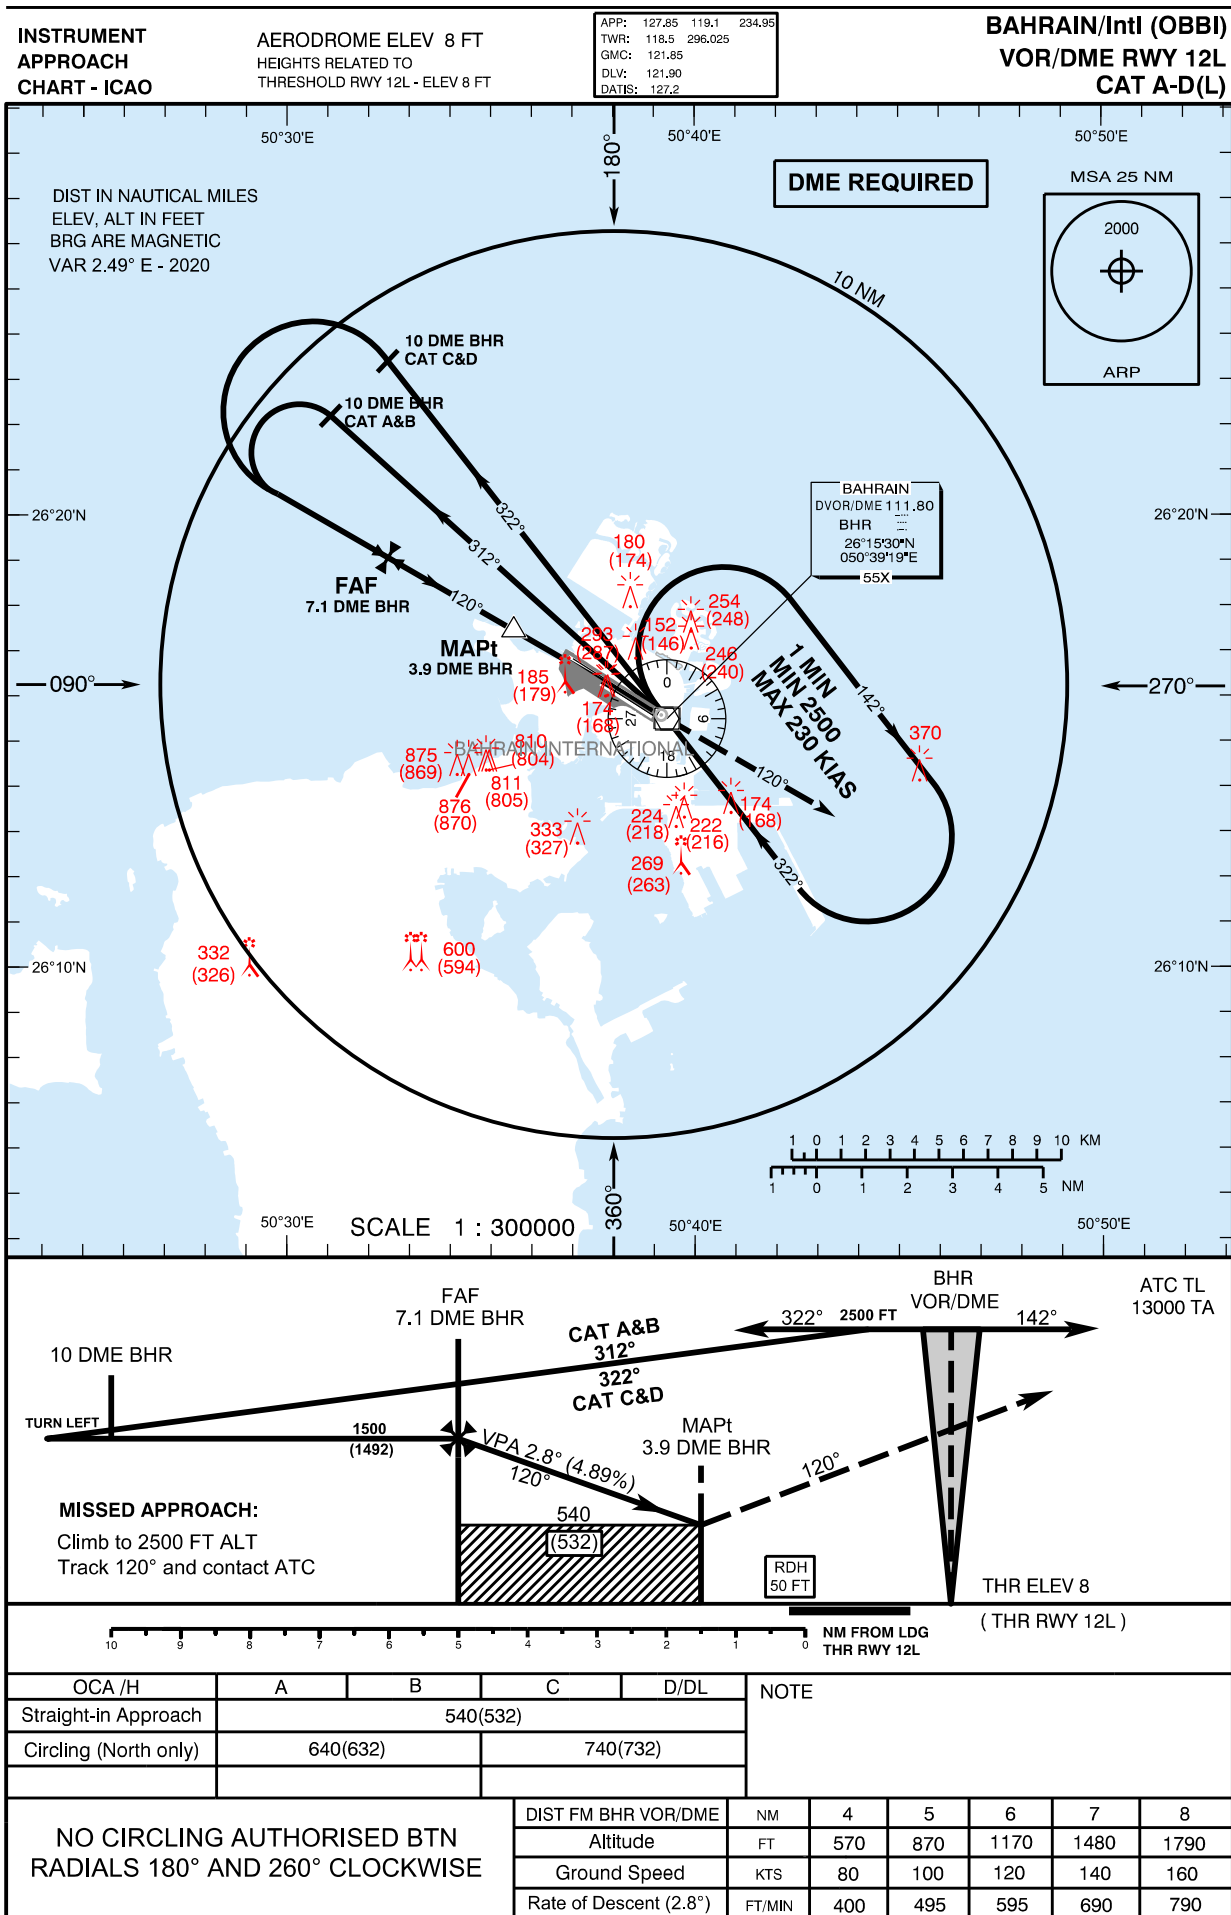 INSTRUMENT
APPROACH
CHART - ICAO
AERODROME ELEV 8 FT
HEIGHTS RELATED TO
THRESHOLD RWY 12L - ELEV 8 FT
APP: 127.85 119.1 234.95
TWR: 118.5 296.025
GMC: 121.85
DLV: 121.90
DATIS: 127.2
BAHRAIN/Intl (OBBI)
VOR/DME RWY 12L
CAT A-D(L)
50°30'E
180°
50°40'E
50°50'E
DIST IN NAUTICAL MILES
ELEV, ALT IN FEET
BRG ARE MAGNETIC
VAR 2.49° E - 2020
DME REQUIRED
MSA 25 NM
2000
ARP
10 NM
10 DME BHR
CAT C&D
10 DME BHR
CAT A&B
322°
312°
BAHRAIN
DVOR/DME 111.80
BHR
26°15'30"N
050°39'19"E
55X
26°20'N
26°20'N
FAF
7.1 DME BHR
120°
MAPt
3.9 DME BHR
180
(174)
254
(248)
293
(287)
152
(146)
246
(240)
185
(179)
174
(168)
0
9
18
27
090°
270°
1 MIN
MIN 2500
MAX 230 KIAS
142°
370
120°
322°
BAHRAIN INTERNATIONAL
875
(869)
810
(804)
811
(805)
876
(870)
333
(327)
224
(218)
222
(216)
174
(168)
269
(263)
332
(326)
600
(594)
26°10'N
26°10'N
1 0 1 2 3 4 5 6 7 8 9 10 KM
1 0 1 2 3 4 5 NM
50°30'E
SCALE 1 : 300000
360°
50°40'E
50°50'E
FAF
7.1 DME BHR
BHR
VOR/DME
ATC TL
13000 TA
10 DME BHR
CAT A&B
312°
322°
CAT C&D
322°
2500 FT
142°
TURN LEFT
1500
(1492)
VPA 2.8° (4.89%)
120°
MAPt
3.9 DME BHR
120°
540
(532)
MISSED APPROACH:
Climb to 2500 FT ALT
Track 120° and contact ATC
RDH
50 FT
THR ELEV 8
( THR RWY 12L )
10 9 8 7 6 5 4 3 2 1 0
NM FROM LDG
THR RWY 12L
OCA /H A B C D/DL
Straight-in Approach 540(532)
Circling (North only) 640(632) 740(732)
NOTE
NO CIRCLING AUTHORISED BTN
RADIALS 180° AND 260° CLOCKWISE
DIST FM BHR VOR/DME NM 4 5 6 7 8
Altitude FT 570 870 1170 1480 1790
Ground Speed KTS 80 100 120 140 160
Rate of Descent (2.8°) FT/MIN 400 495 595 690 790